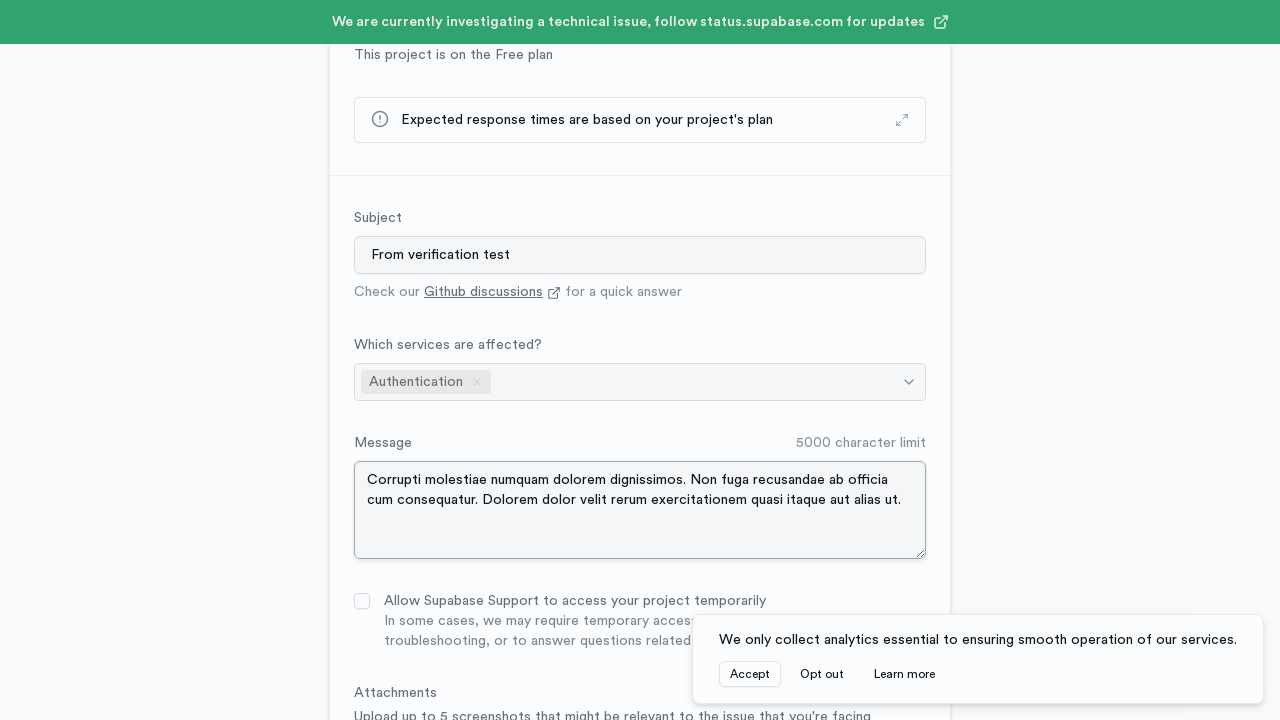 We are currently investigating a technical issue, follow status.supabase.com for updates
This project is on the Free plan
Expected response times are based on your project's plan
Subject
From verification test
Check our Github discussions for a quick answer
Which services are affected?
Authentication
Message 5000 character limit
Corrupti molestiae numquam dolorem dignissimos. Non fuga recusandae ab officia
cum consequatur. Dolorem dolor velit rerum exercitationem quasi itaque aut alias ut.
Allow Supabase Support to access your project temporarily
In some cases, we may require temporary access
troubleshooting, or to answer questions related
We only collect analytics essential to ensuring smooth operation of our services.
Accept Opt out Learn more
Attachments
Upload up to 5 screenshots that might be relevant to the issue that you're facing